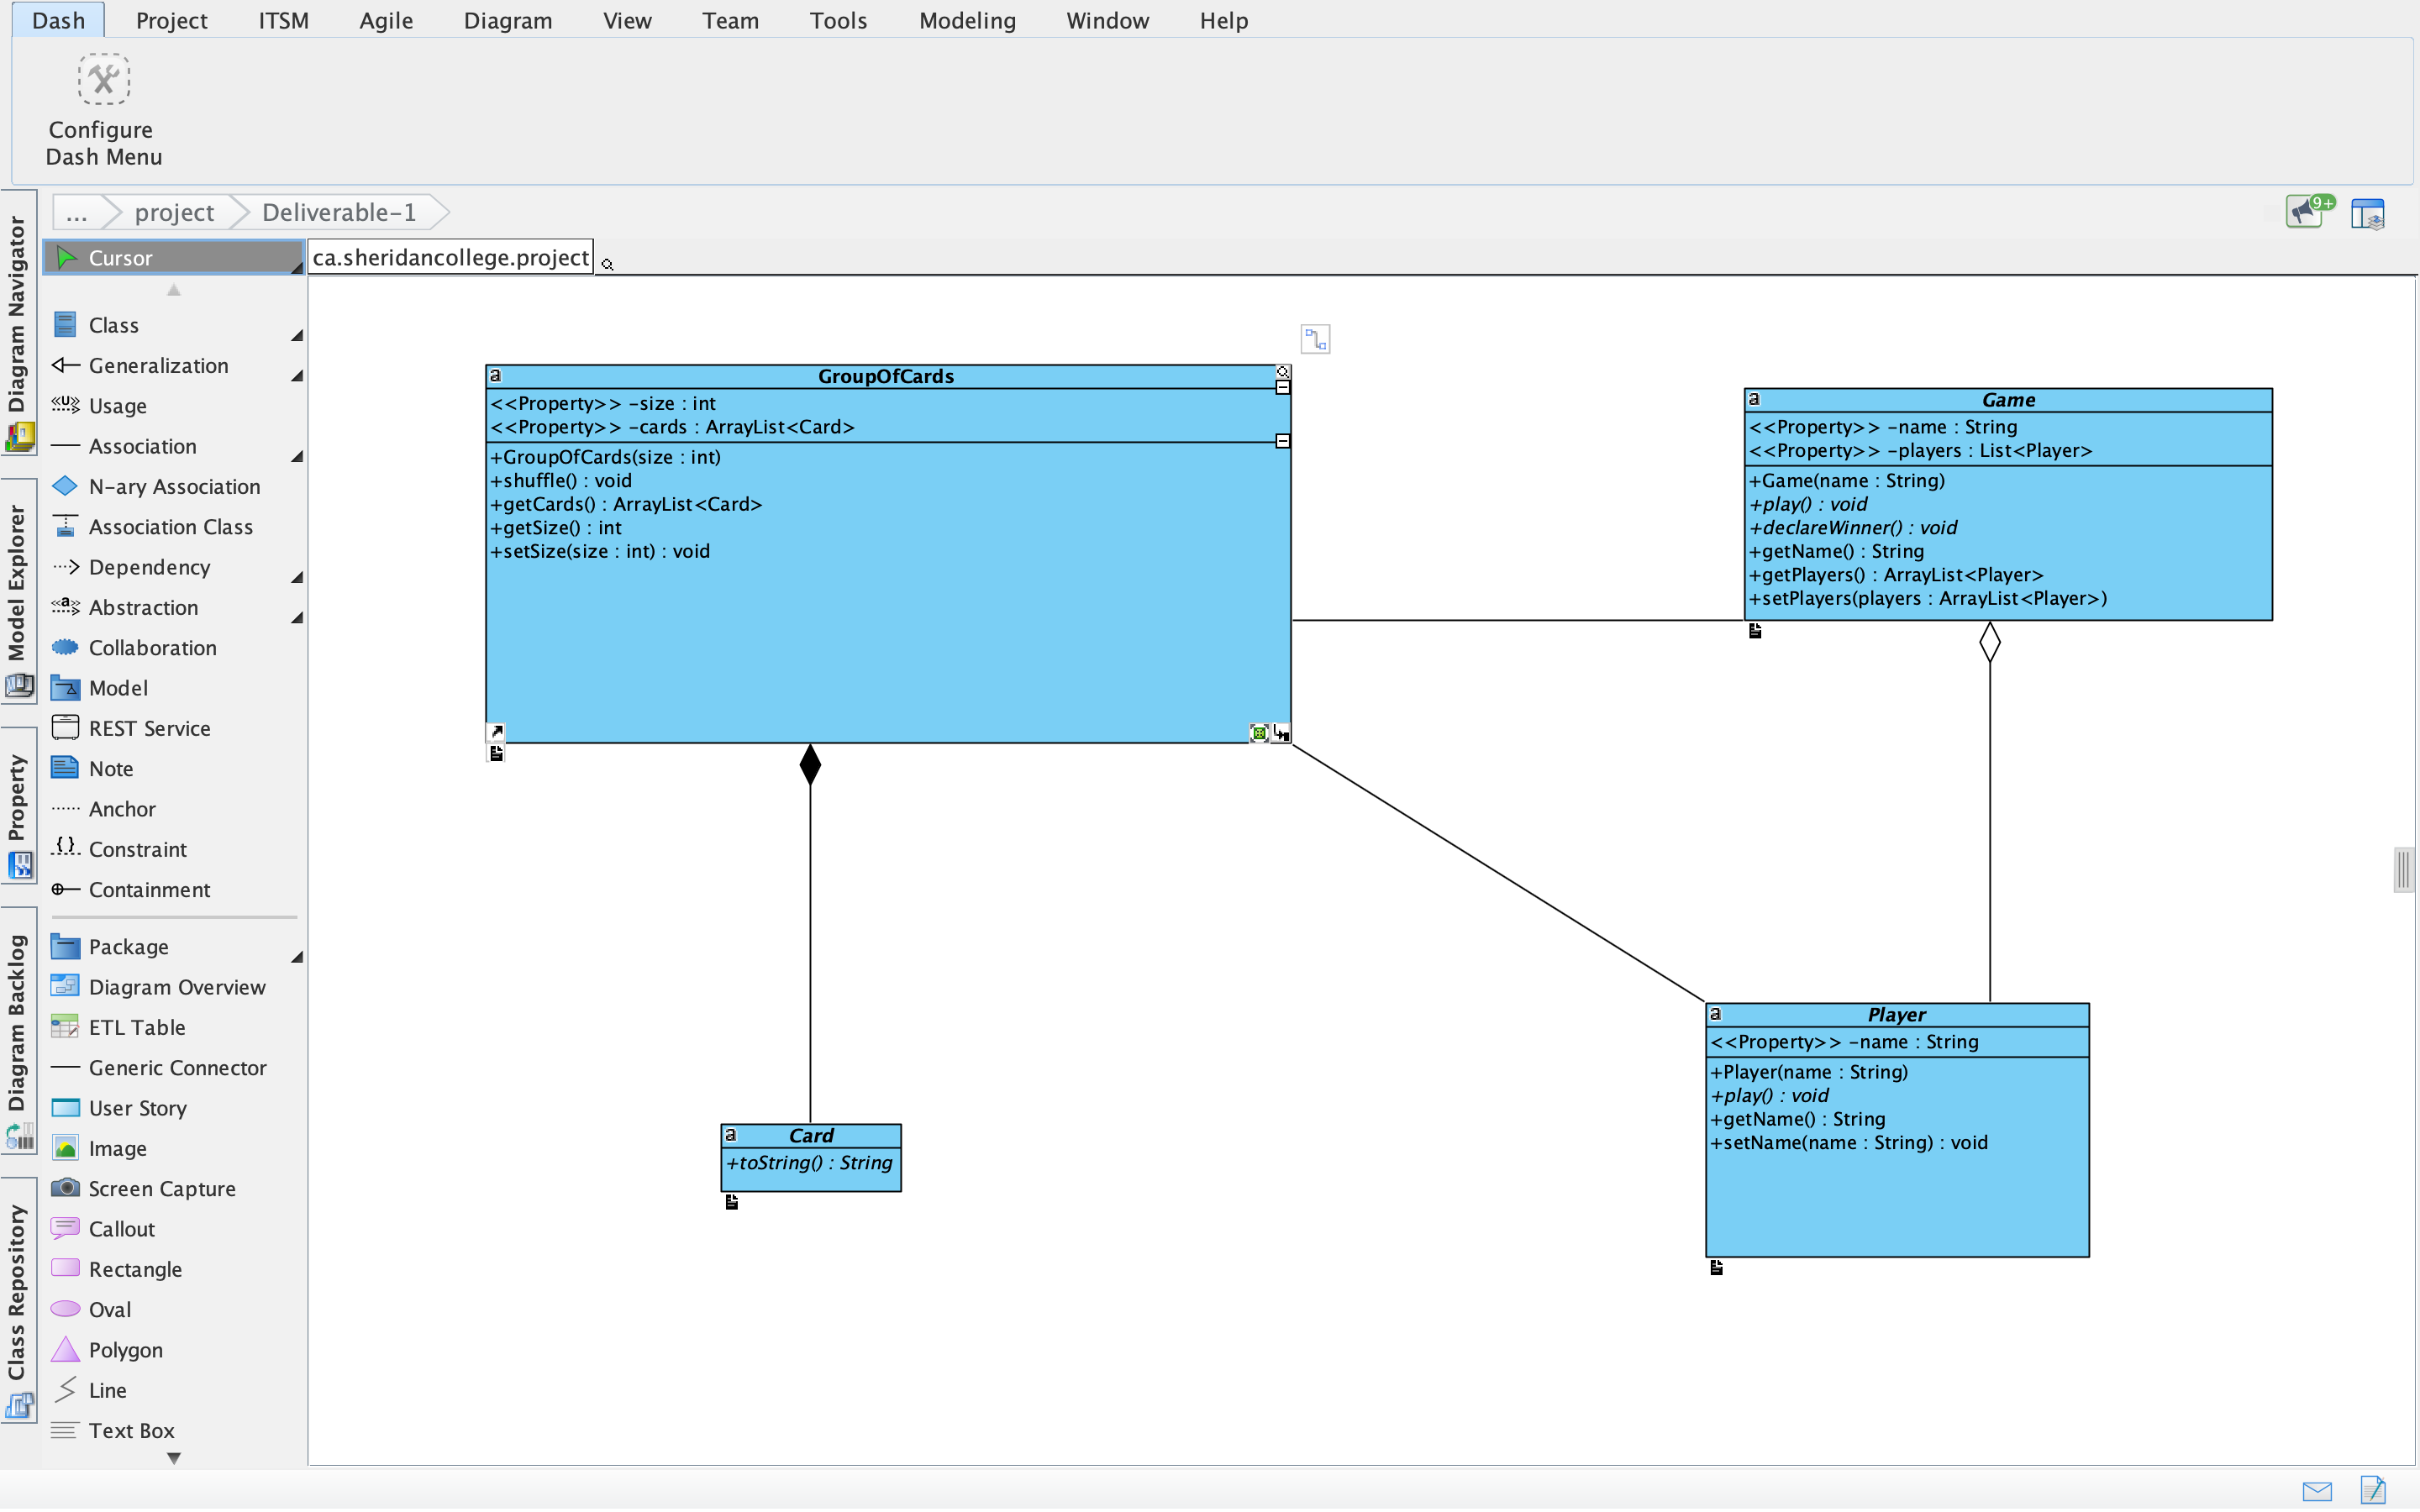 Dash Project ITSM Agile Diagram View Team Tools Modeling Window Help
Configure
Dash Menu
... project Deliverable-1
9+
Diagram Navigator
Model Explorer
Property
Diagram Backlog
Class Repository
Cursor
Class
Generalization
<<U>> Usage
Association
N-ary Association
Association Class
Dependency
<<a>> Abstraction
Collaboration
Model
REST Service
Note
Anchor
{} Constraint
Containment
Package
Diagram Overview
ETL Table
Generic Connector
User Story
Image
Screen Capture
Callout
Rectangle
Oval
Polygon
Line
Text Box
ca.sheridancollege.project
a GroupOfCards
<<Property>> -size : int
<<Property>> -cards : ArrayList<Card>
+GroupOfCards(size : int)
+shuffle() : void
+getCards() : ArrayList<Card>
+getSize() : int
+setSize(size : int) : void
a Game
<<Property>> -name : String
<<Property>> -players : List<Player>
+Game(name : String)
+play() : void
+declareWinner() : void
+getName() : String
+getPlayers() : ArrayList<Player>
+setPlayers(players : ArrayList<Player>)
a Player
<<Property>> -name : String
+Player(name : String)
+play() : void
+getName() : String
+setName(name : String) : void
a Card
+toString() : String